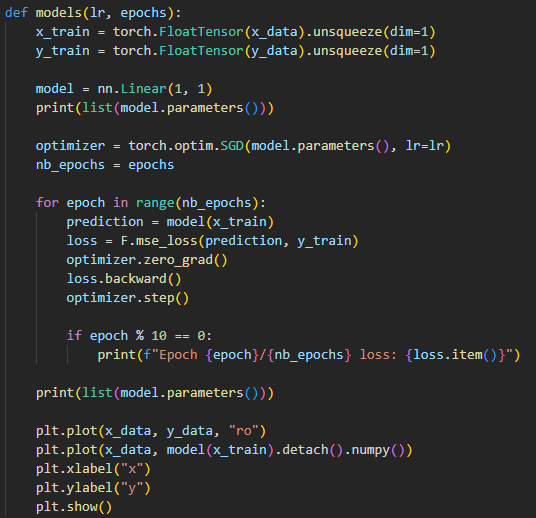 def models(lr, epochs):
    x_train = torch.FloatTensor(x_data).unsqueeze(dim=1)
    y_train = torch.FloatTensor(y_data).unsqueeze(dim=1)

    model = nn.Linear(1, 1)
    print(list(model.parameters()))

    optimizer = torch.optim.SGD(model.parameters(), lr=lr)
    nb_epochs = epochs

    for epoch in range(nb_epochs):
        prediction = model(x_train)
        loss = F.mse_loss(prediction, y_train)
        optimizer.zero_grad()
        loss.backward()
        optimizer.step()

        if epoch % 10 == 0:
            print(f"Epoch {epoch}/{nb_epochs} loss: {loss.item()}")

    print(list(model.parameters()))

    plt.plot(x_data, y_data, "ro")
    plt.plot(x_data, model(x_train).detach().numpy())
    plt.xlabel("x")
    plt.ylabel("y")
    plt.show()